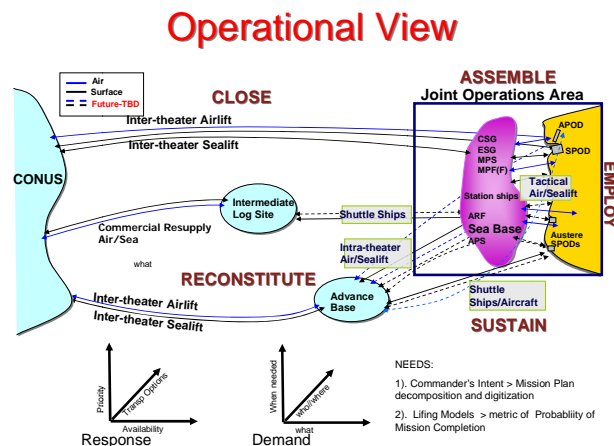 Operational View
Air
Surface
Future-TBD
CLOSE
ASSEMBLE
Joint Operations Area
Inter-theater Airlift
Inter-theater Sealift
CONUS
CSG
ESG
MPS
MPF(F)
Station ships
ARF
Sea Base
APS
APOD
SPOD
Tactical
Air/Sealift
EMPLOY
Austere
SPODs
Intermediate
Log Site
Shuttle Ships
Commercial Resupply
Air/Sea
what
Intra-theater
Air/Sealift
RECONSTITUTE
Inter-theater Airlift
Inter-theater Sealift
Advance
Base
Shuttle
Ships/Aircraft
SUSTAIN
Priority
Transp Options
Availability
Response
When needed
who//where
what
Demand
NEEDS:
1). Commander's Intent > Mission Plan
decomposition and digitization
2). Lifing Models > metric of Probability of
Mission Completion